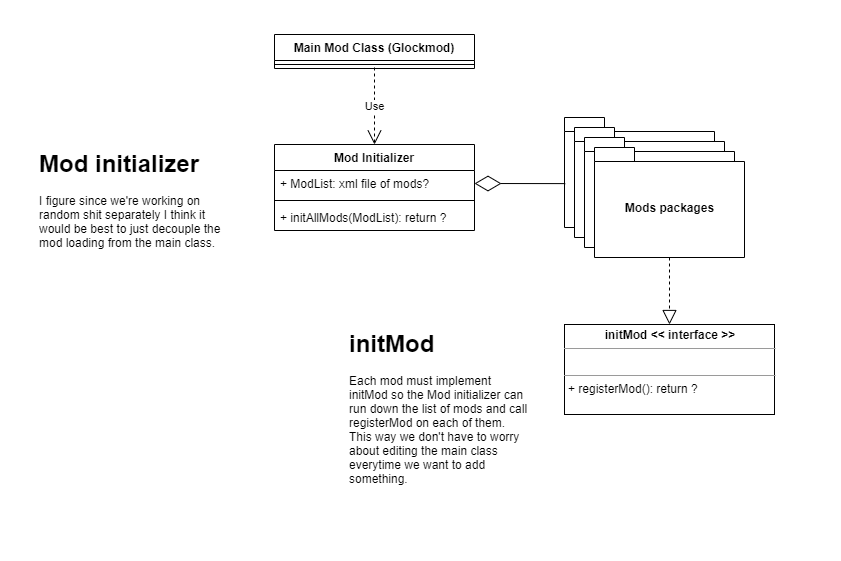 Main Mod Class (Glockmod)
Use
Mod Initializer
+ ModList: xml file of mods?
+ initAllMods(ModList): return ?
Mod initializer
I figure since we're working on
random shit separately I think it
would be best to just decouple the
mod loading from the main class.
Mods packages
initMod << interface >>
+ registerMod(): return ?
initMod
Each mod must implement
initMod so the Mod initializer can
run down the list of mods and call
registerMod on each of them.
This way we don't have to worry
about editing the main class
everytime we want to add
something.